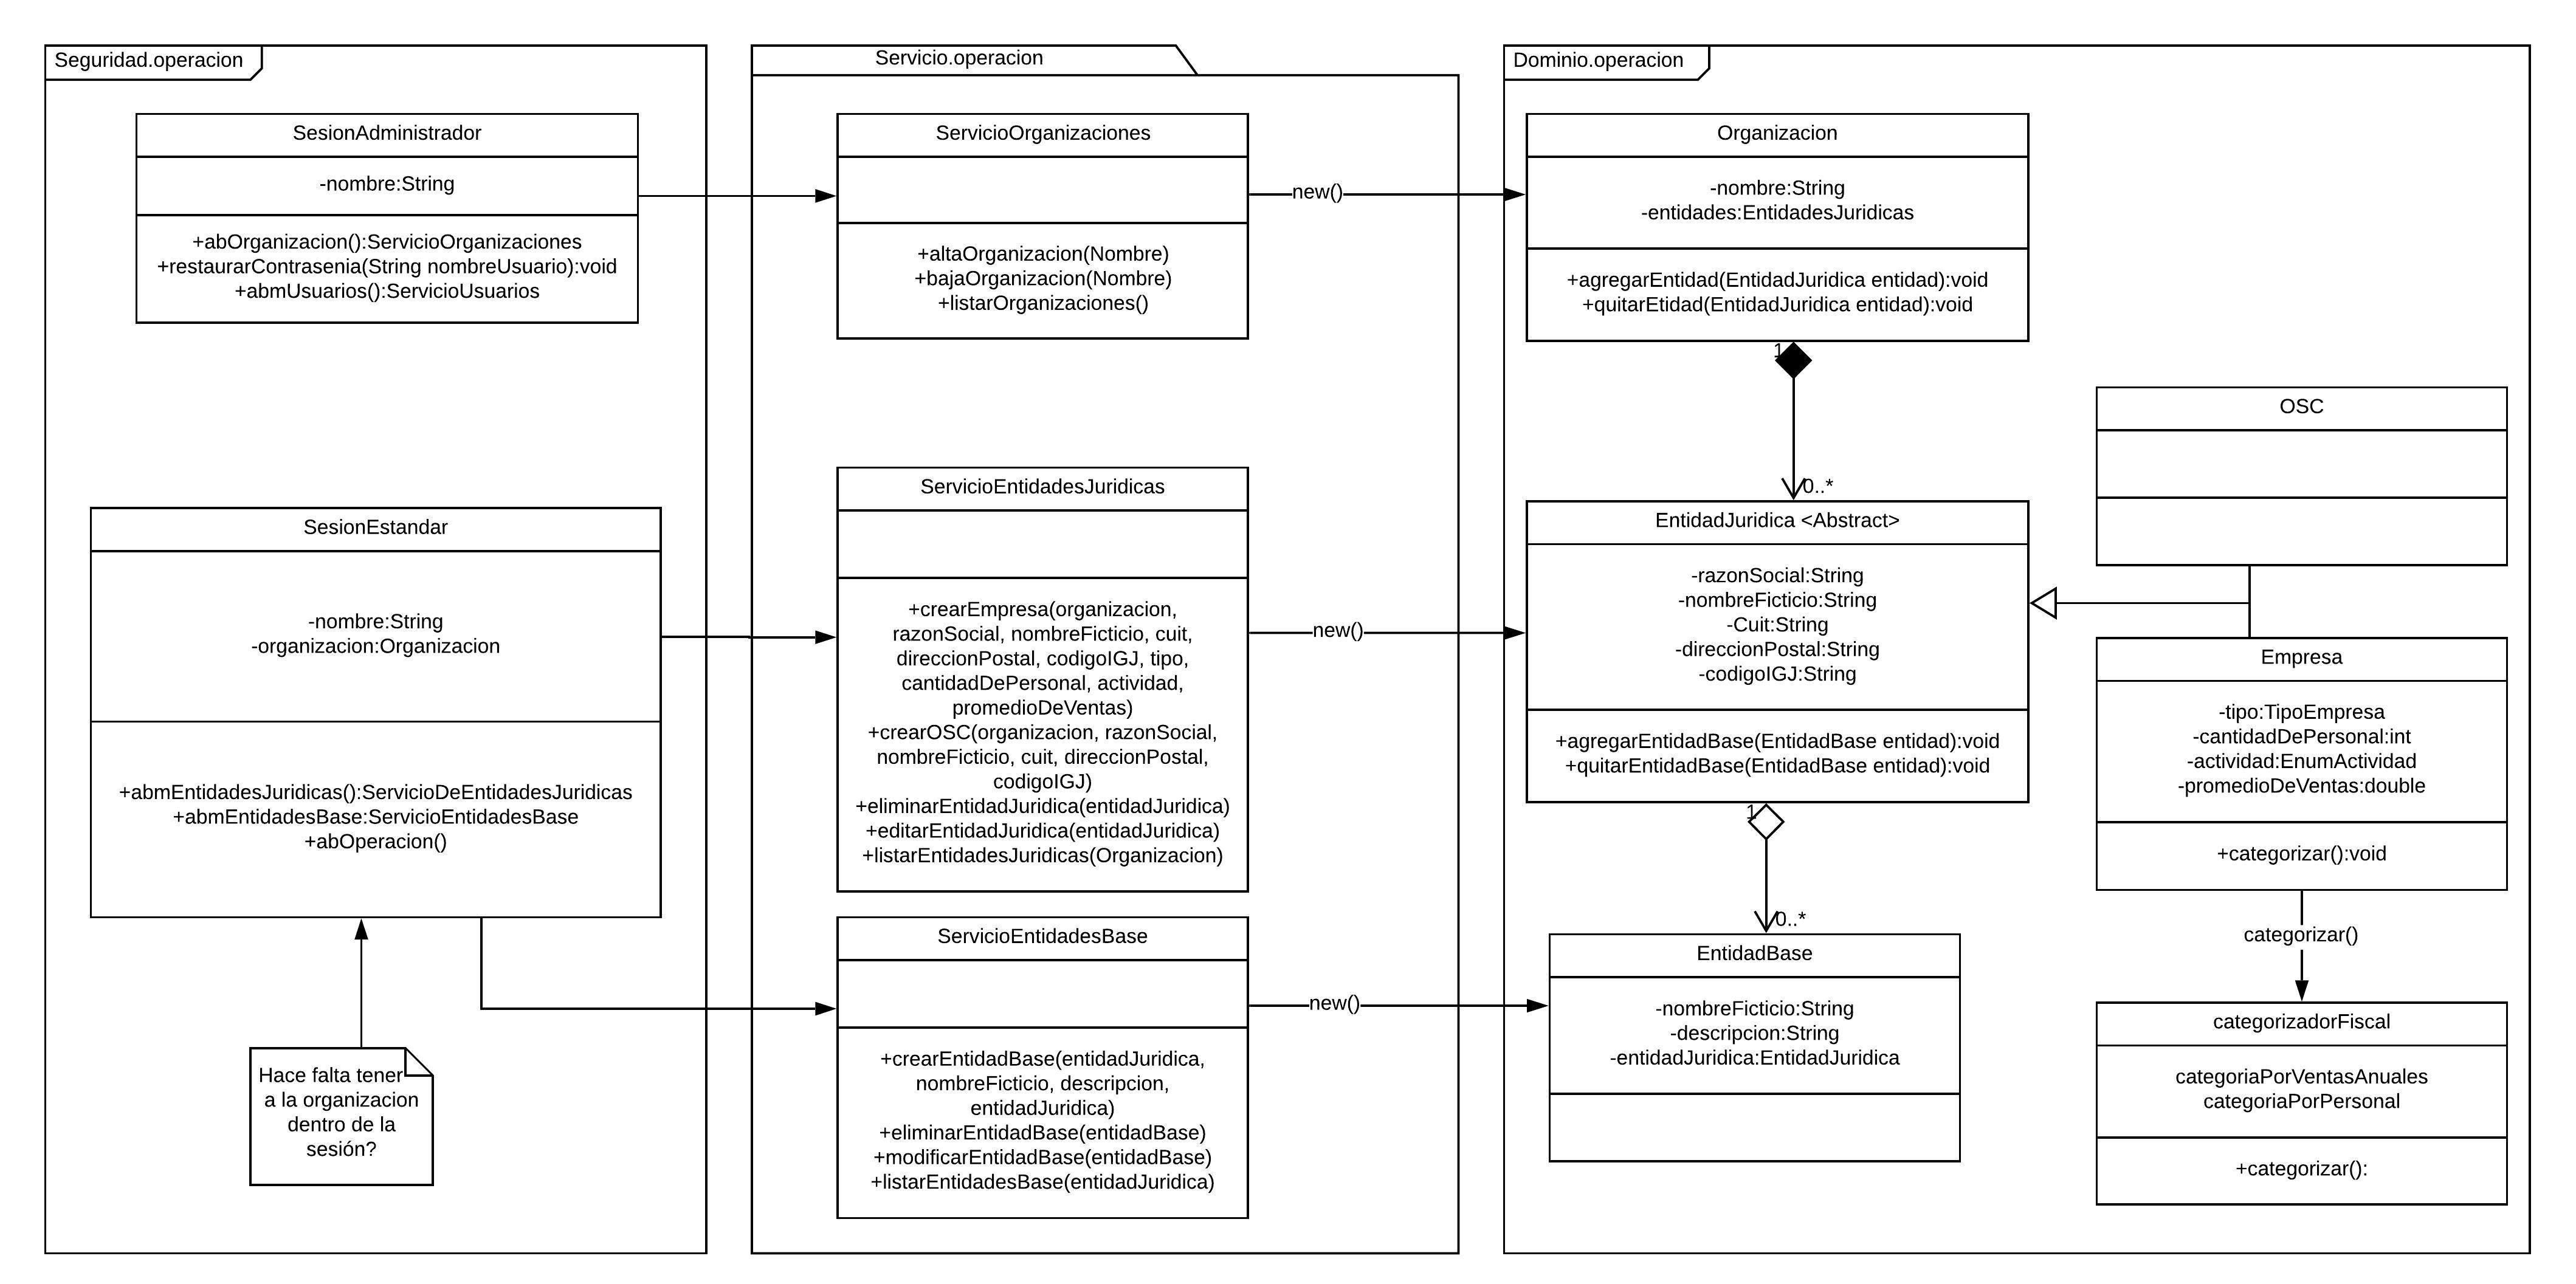 Seguridad.operacion
SesionAdministrador
-nombre:String
+abOrganizacion():ServicioOrganizaciones
+restaurarContrasenia(String nombreUsuario):void
+abmUsuarios():ServicioUsuarios
SesionEstandar
-nombre:String
-organizacion:Organizacion
+abmEntidadesJuridicas():ServicioDeEntidadesJuridicas
+abmEntidadesBase:ServicioEntidadesBase
+abOperacion()
Hace falta tener
a la organizacion
dentro de la
sesión?
Servicio.operacion
ServicioOrganizaciones
+altaOrganizacion(Nombre)
+bajaOrganizacion(Nombre)
+listarOrganizaciones()
new()
ServicioEntidadesJuridicas
+crearEmpresa(organizacion,
razonSocial, nombreFicticio, cuit,
direccionPostal, codigoIGJ, tipo,
cantidadDePersonal, actividad,
promedioDeVentas)
+crearOSC(organizacion, razonSocial,
nombreFicticio, cuit, direccionPostal,
codigoIGJ)
+eliminarEntidadJuridica(entidadJuridica)
+editarEntidadJuridica(entidadJuridica)
+listarEntidadesJuridicas(Organizacion)
new()
ServicioEntidadesBase
+crearEntidadBase(entidadJuridica,
nombreFicticio, descripcion,
entidadJuridica)
+eliminarEntidadBase(entidadBase)
+modificarEntidadBase(entidadBase)
+listarEntidadesBase(entidadJuridica)
new()
Dominio.operacion
Organizacion
-nombre:String
-entidades:EntidadesJuridicas
+agregarEntidad(EntidadJuridica entidad):void
+quitarEtidad(EntidadJuridica entidad):void
1
0..*
EntidadJuridica <Abstract>
-razonSocial:String
-nombreFicticio:String
-Cuit:String
-direccionPostal:String
-codigoIGJ:String
+agregarEntidadBase(EntidadBase entidad):void
+quitarEntidadBase(EntidadBase entidad):void
1
0..*
EntidadBase
-nombreFicticio:String
-descripcion:String
-entidadJuridica:EntidadJuridica
OSC
Empresa
-tipo:TipoEmpresa
-cantidadDePersonal:int
-actividad:EnumActividad
-promedioDeVentas:double
+categorizar():void
categorizar()
categorizadorFiscal
categoriaPorVentasAnuales
categoriaPorPersonal
+categorizar():